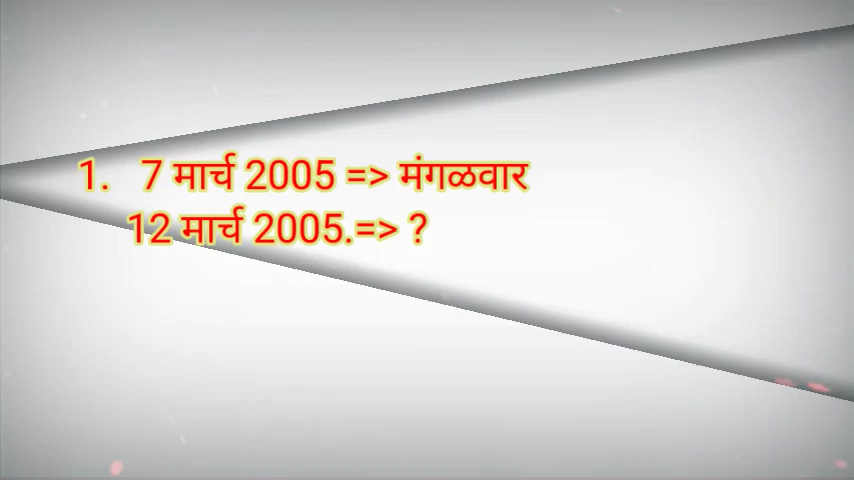 1. 7 मार्च 2005 => मंगळवार
12 मार्च 2005.=> ?